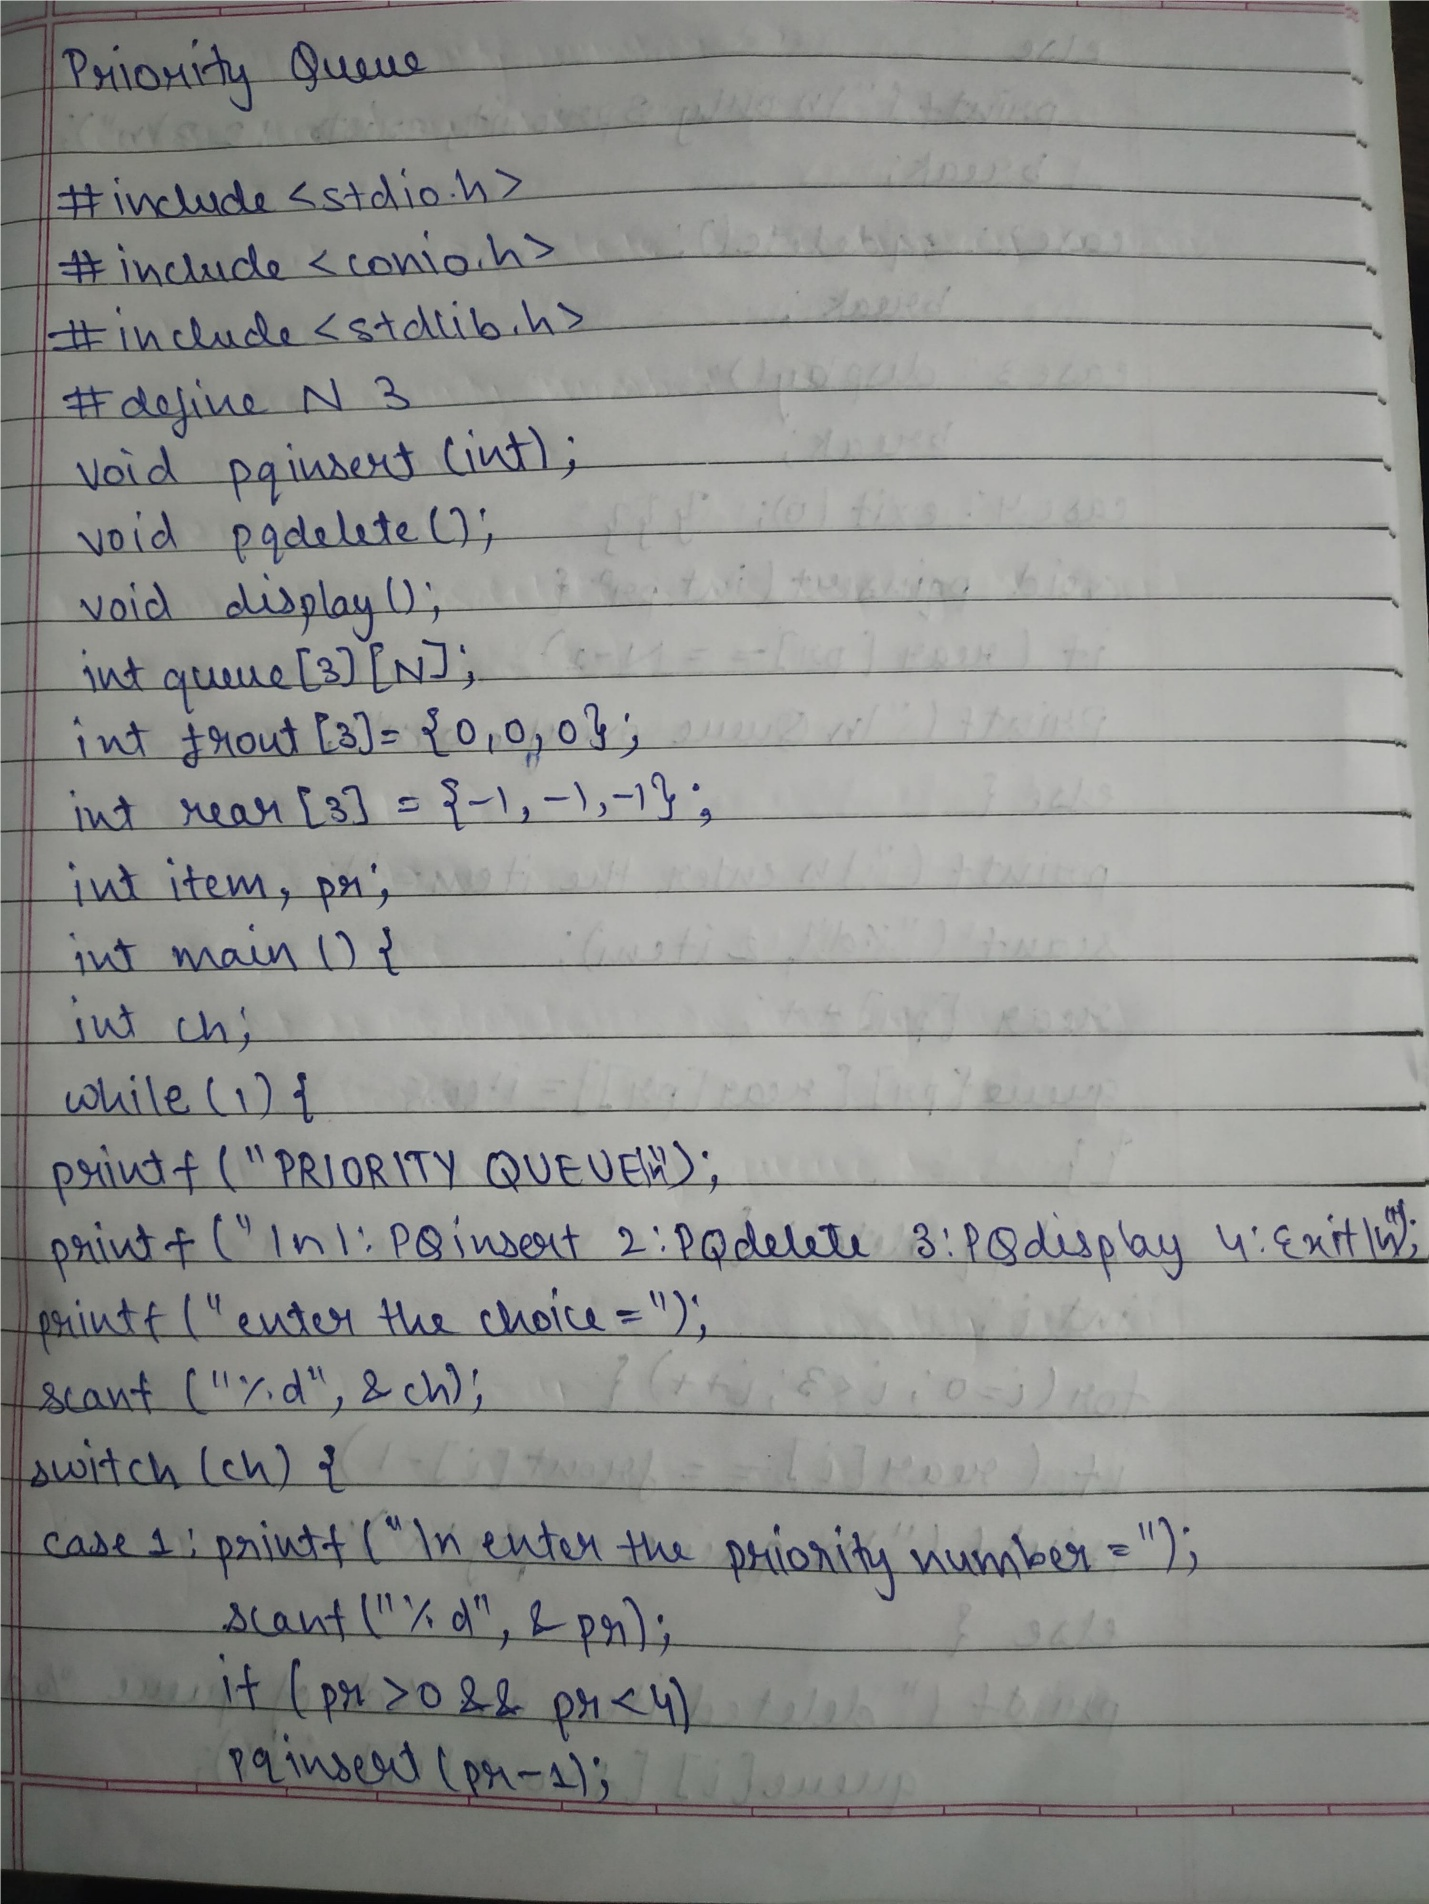 Priority Queue
#include <stdio.h>
#include <conio.h>
#include <stdlib.h>
#define N 3
void pqinsert (int);
void pqdelete ();
void display ();
int queue [3] [N];
int front [3] = {0, 0, 0};
int rear [3] = {-1, -1, -1};
int item, pr;
int main () {
int ch;
while (1) {
printf ("PRIORITY QUEUE\n");
printf ("\n1: PQinsert 2: PQdelete 3: PQdisplay 4: Exit\n");
printf ("enter the choice =");
scanf ("%d", &ch);
switch (ch) {
case 1: printf ("\n enter the priority number =");
scanf ("%d", & pr);
if (pr > 0 && pr < 4)
pqinsert (pr-1);